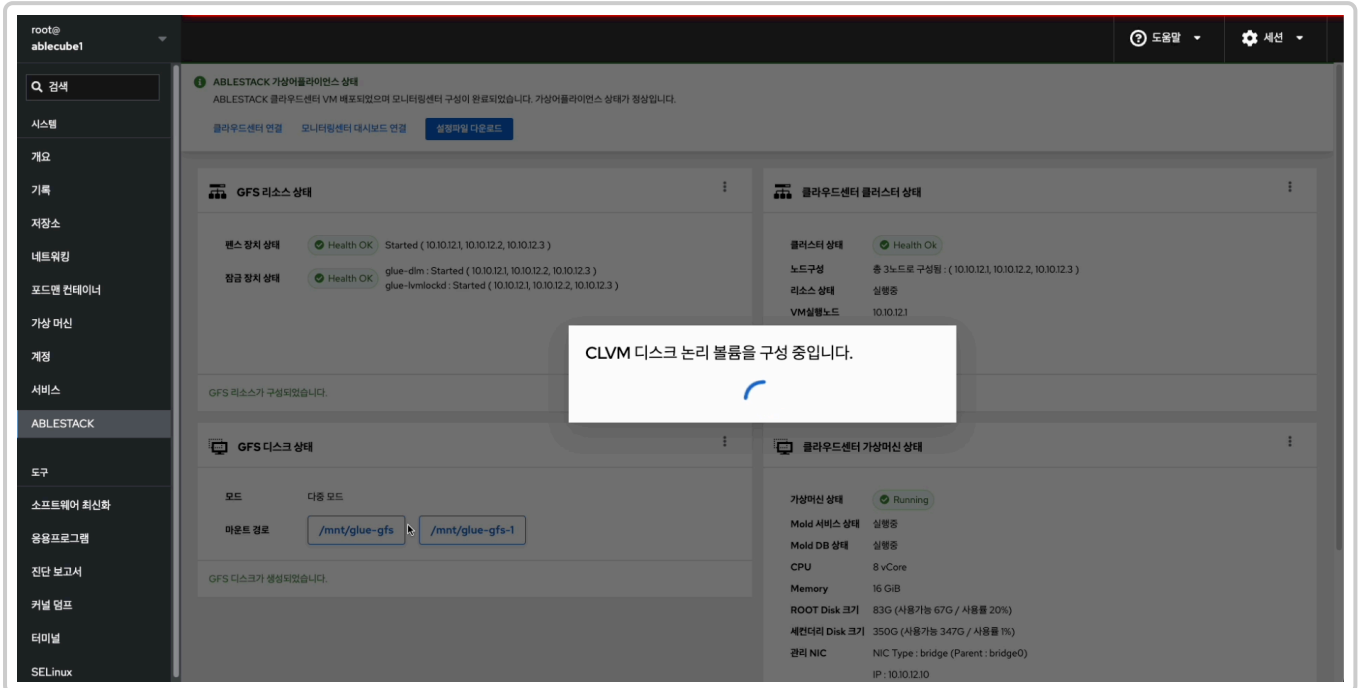 root@
ablecube1
도움말
세션
검색
시스템
개요
기록
저장소
네트워킹
포드맨 컨테이너
가상 머신
계정
서비스
ABLESTACK
도구
소프트웨어 최신화
응용프로그램
진단 보고서
커널 덤프
터미널
SELinux
ABLESTACK 가상어플라이언스 상태
ABLESTACK 클라우드센터 VM 배포되었으며 모니터링센터 구성이 완료되었습니다. 가상어플라이언스 상태가 정상입니다.
클라우드센터 연결 모니터링센터 대시보드 연결 설정파일 다운로드
GFS 리소스 상태
펜스 장치 상태 Health OK Started ( 10.10.12.1, 10.10.12.2, 10.10.12.3 )
잠금 장치 상태 Health OK glue-dlm : Started ( 10.10.12.1, 10.10.12.2, 10.10.12.3 )
glue-lvmlockd : Started ( 10.10.12.1, 10.10.12.2, 10.10.12.3 )
GFS 리소스가 구성되었습니다.
클라우드센터 클러스터 상태
클러스터 상태 Health Ok
노드구성 총 3노드로 구성됨 : ( 10.10.12.1, 10.10.12.2, 10.10.12.3 )
리소스 상태 실행중
VM실행노드 10.10.12.1
CLVM 디스크 논리 볼륨을 구성 중입니다.
GFS 디스크 상태
모드 다중 모드
마운트 경로 /mnt/glue-gfs /mnt/glue-gfs-1
GFS 디스크가 생성되었습니다.
클라우드센터 가상머신 상태
가상머신 상태 Running
Mold 서비스 상태 실행중
Mold DB 상태 실행중
CPU 8 vCore
Memory 16 GiB
ROOT Disk 크기 83G (사용가능 67G / 사용률 20%)
세컨더리 Disk 크기 350G (사용가능 347G / 사용률 1%)
관리 NIC NIC Type : bridge (Parent : bridge0)
IP : 10.10.12.10